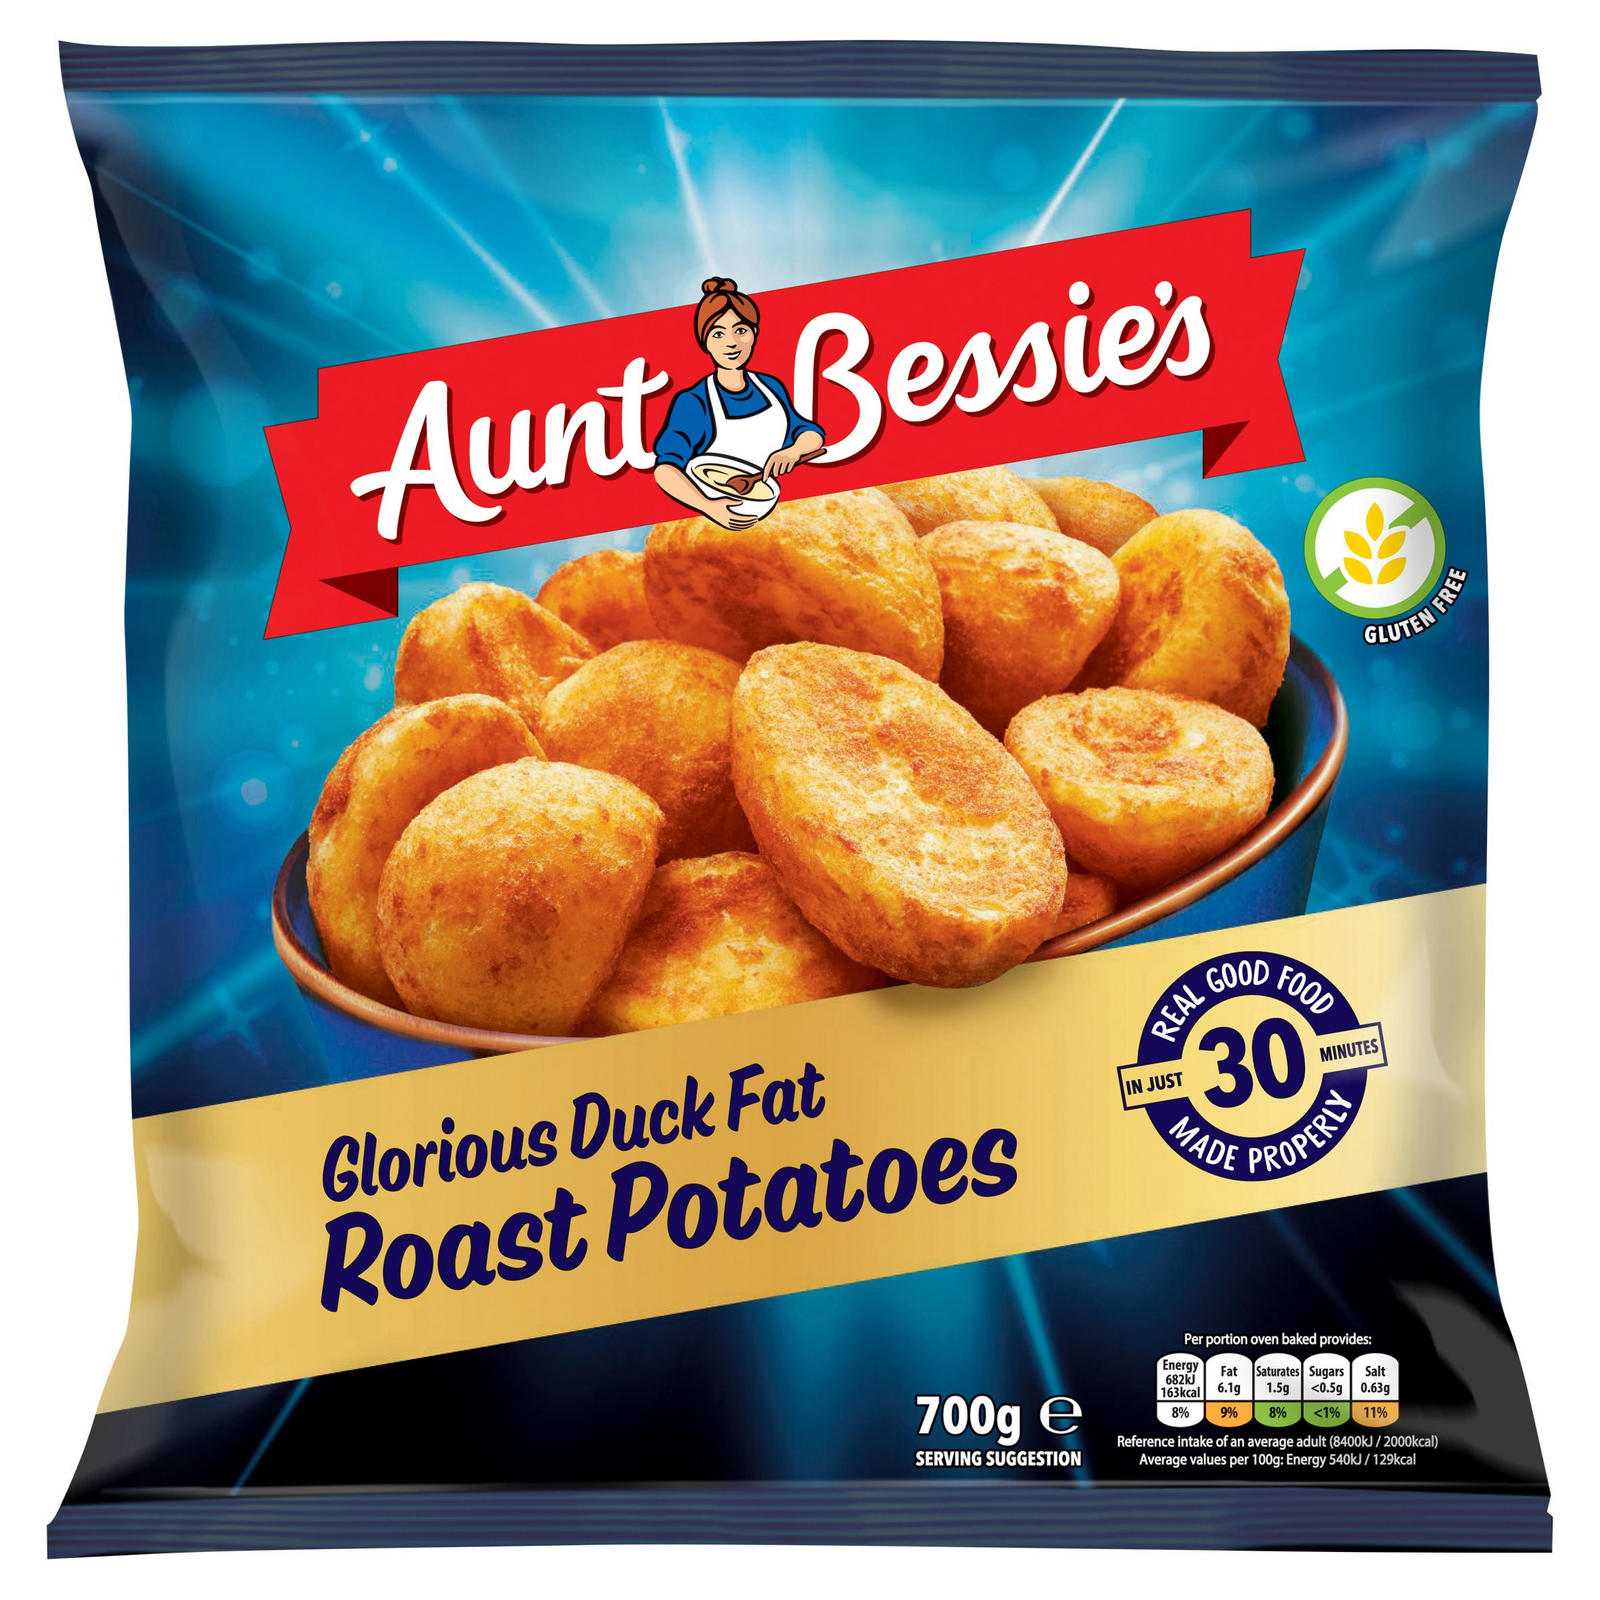 Aunt Bessie's
GLUTEN FREE
REAL GOOD FOOD
IN JUST 30 MINUTES
MADE PROPERLY
Glorious Duck Fat
Roast Potatoes
700g ℮
SERVING SUGGESTION
Per portion oven baked provides:
Energy 682kJ 163kcal 8%
Fat 6.1g 9%
Saturates 1.5g 8%
Sugars <0.5g <1%
Salt 0.63g 11%
Reference intake of an average adult (8400kJ / 2000kcal)
Average values per 100g: Energy 540kJ / 129kcal